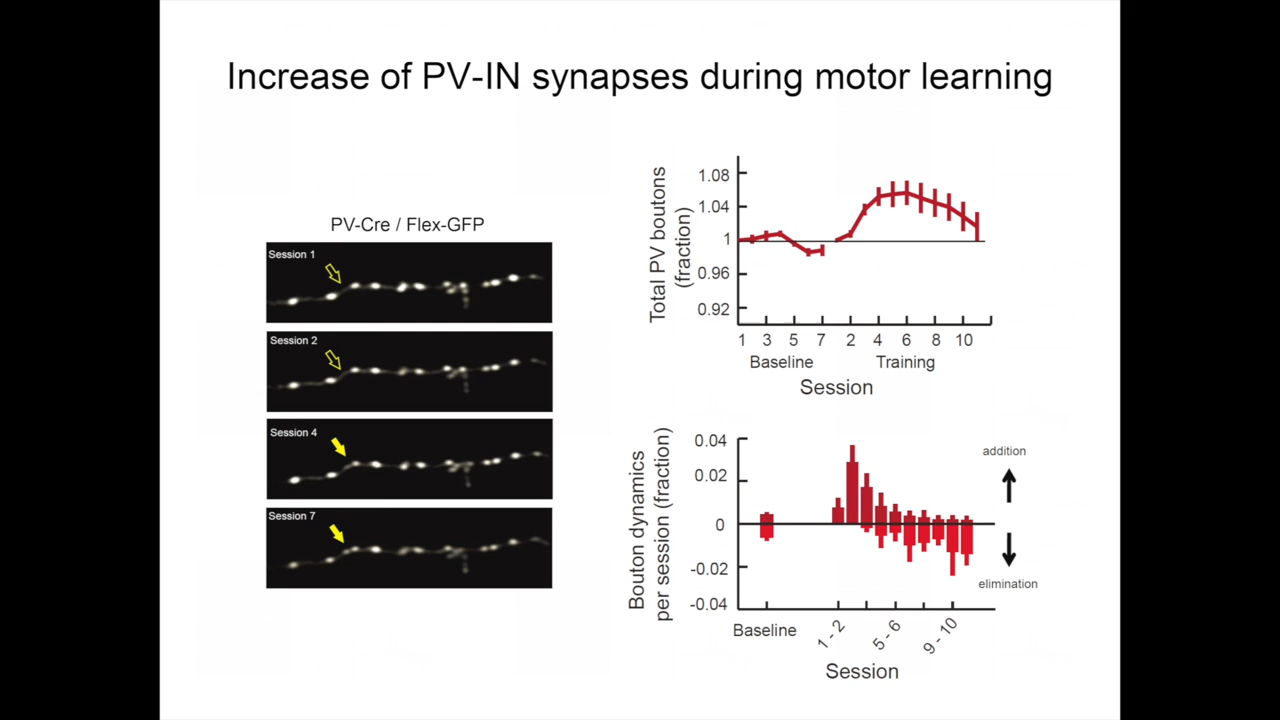 Increase of PV-IN synapses during motor learning
PV-Cre / Flex-GFP
Session 1
Session 2
Session 4
Session 7
Total PV boutons
(fraction)
1.08
1.04
1
0.96
0.92
1 3 5 7 2 4 6 8 10
Baseline Training
Session
Bouton dynamics
per session (fraction)
0.04
0.02
0
-0.02
-0.04
addition
elimination
Baseline
1 - 2
5 - 6
9 - 10
Session